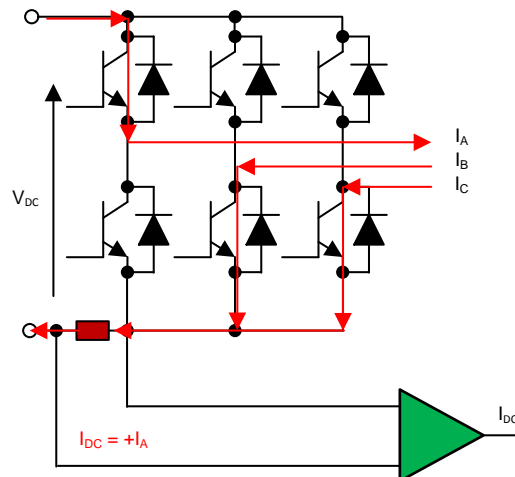 I_A
I_B
I_C
V_DC
I_DC
I_DC = +I_A